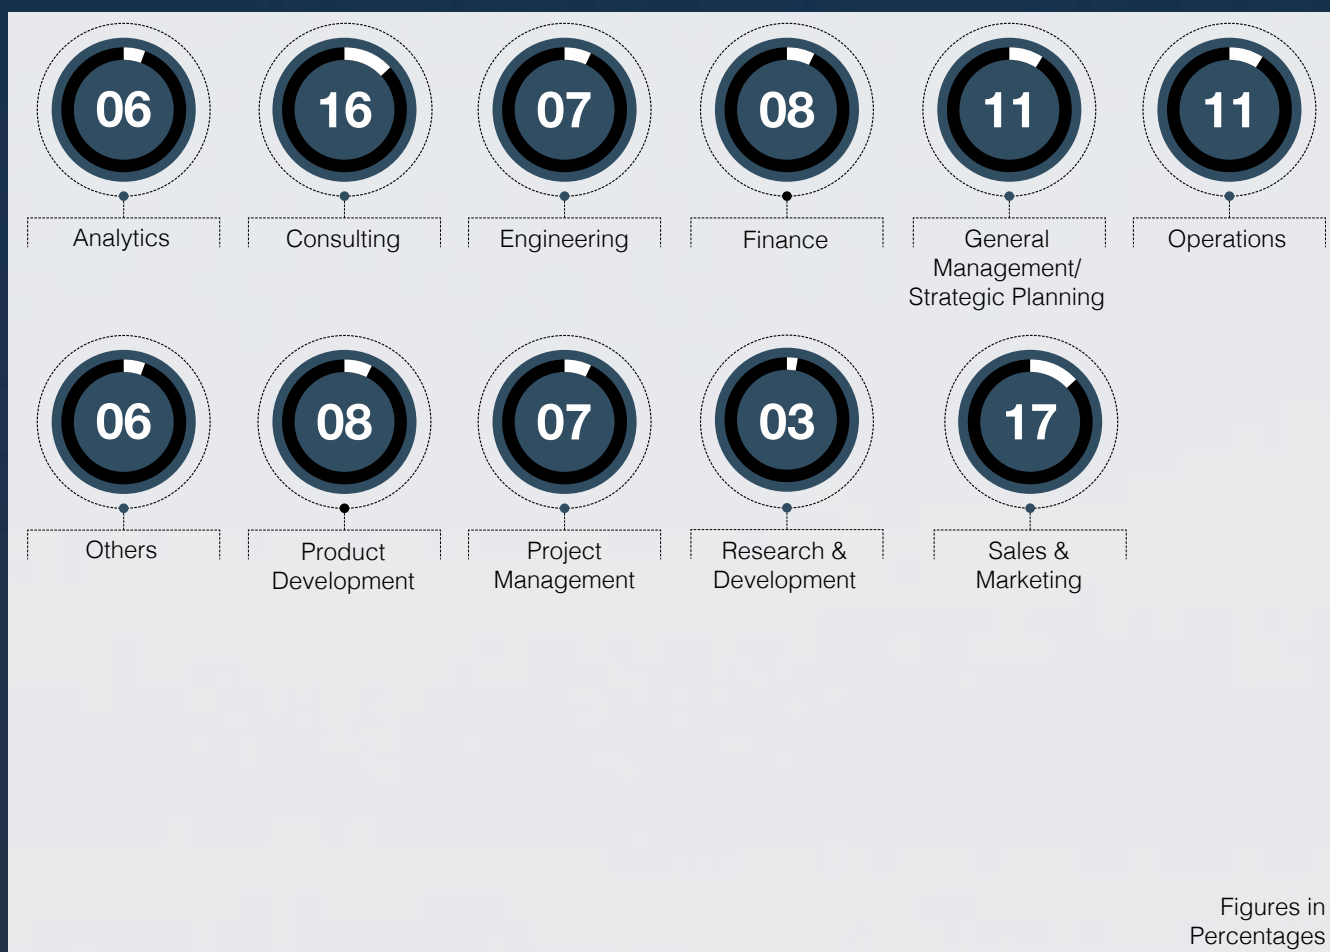 06
16
07
08
11
11
Analytics
Consulting
Engineering
Finance
General
Management/
Strategic Planning
Operations
06
08
07
03
17
Others
Product
Development
Project
Management
Research &
Development
Sales &
Marketing
Figures in
Percentages